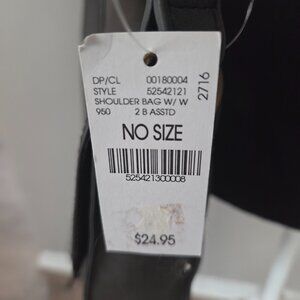 DP/CL 00180004
STYLE 52542121
SHOULDER BAG W/ W
950 2 B ASSTD
2716
NO SIZE
525421300008
$24.95